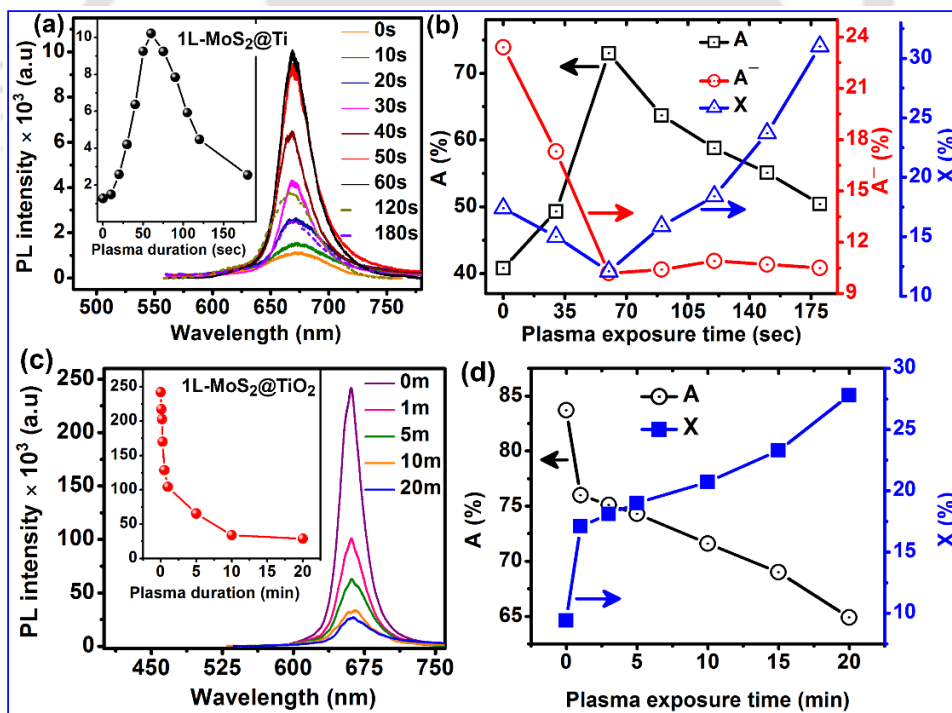 (a)
1L-MoS₂@Ti
10
8
6
4
2
0 50 100 150
Plasma duration (sec)
0s
10s
20s
30s
40s
50s
60s
120s
180s
PL intensity × 10³ (a.u)
10
8
6
4
2
0
500 550 600 650 700 750
Wavelength (nm)
(b)
A
A⁻
X
A (%)
70
60
50
40
0 35 70 105 140 175
Plasma exposure time (sec)
24
21
18
15
12
9
A⁻ (%)
30
25
20
15
10
X (%)
(c)
1L-MoS₂@TiO₂
250
200
150
100
50
0
0 5 10 15 20
Plasma duration (min)
0m
1m
5m
10m
20m
PL intensity × 10³ (a.u)
250
200
150
100
50
0
450 525 600 675 750
Wavelength (nm)
(d)
A
X
A (%)
85
80
75
70
65
0 5 10 15 20
Plasma exposure time (min)
30
25
20
15
10
X (%)